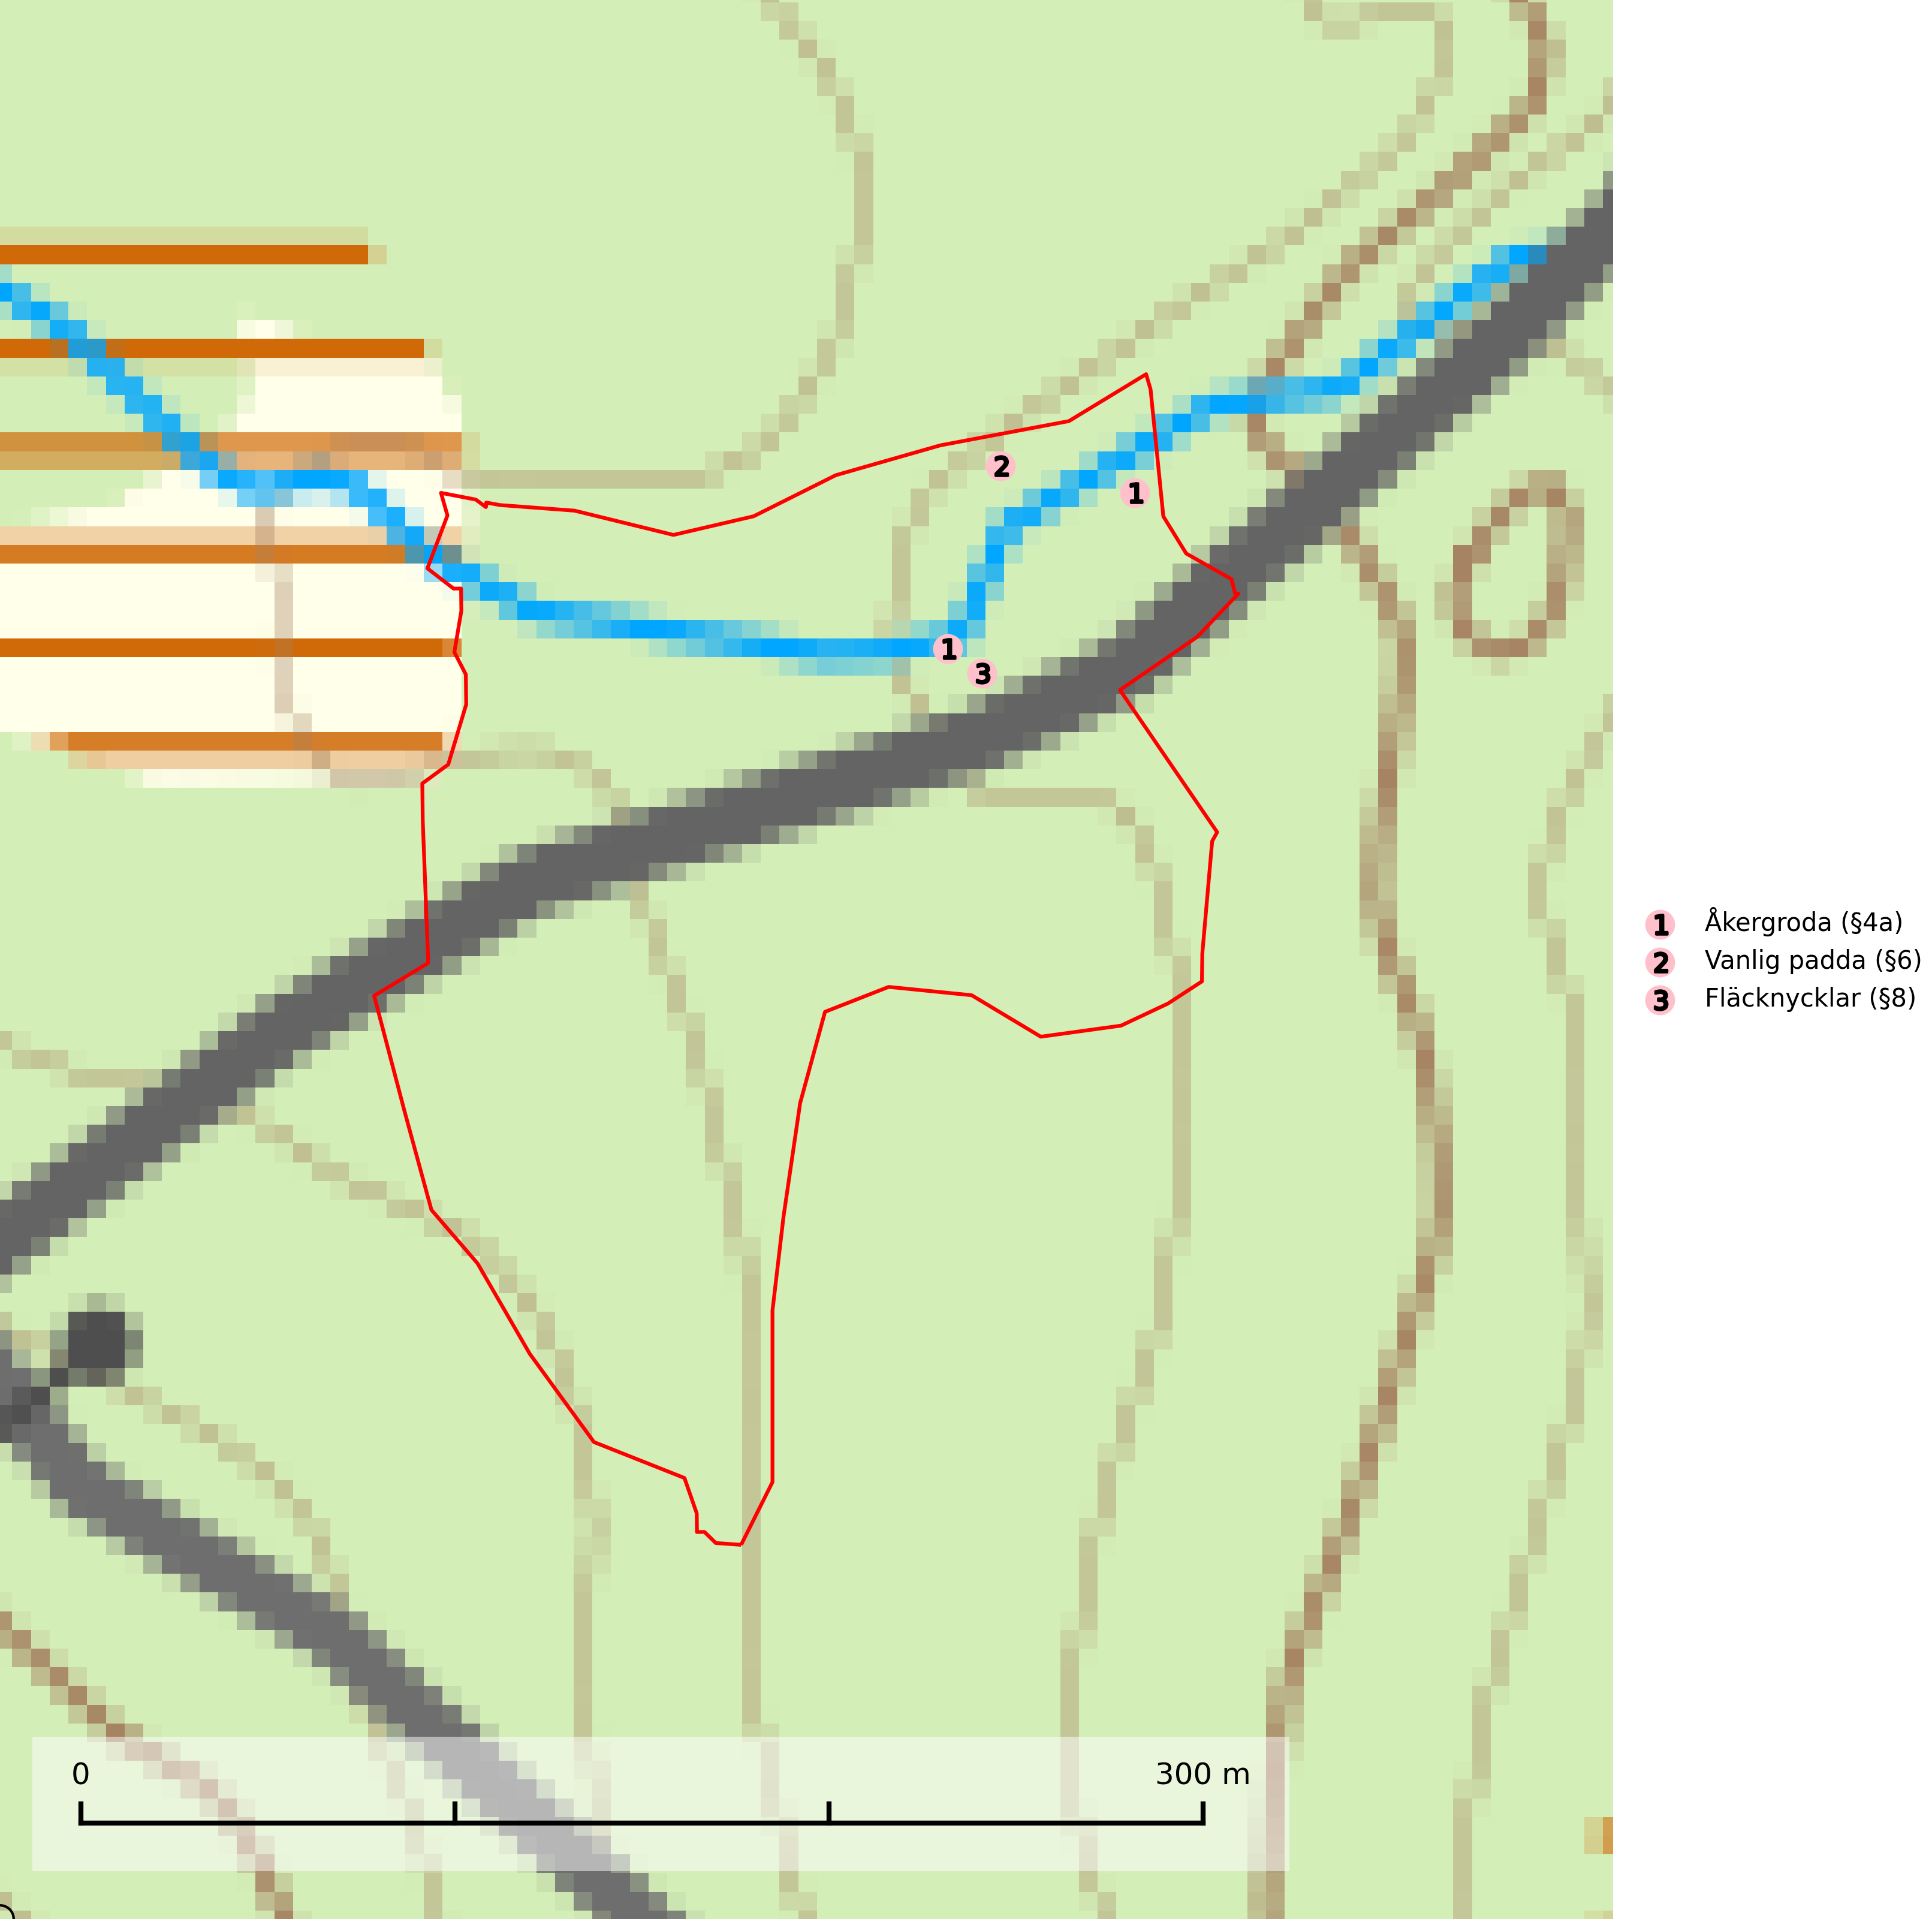 2
1
1
3
1 Åkergroda (§4a)
2 Vanlig padda (§6)
3 Fläcknycklar (§8)
0 300 m